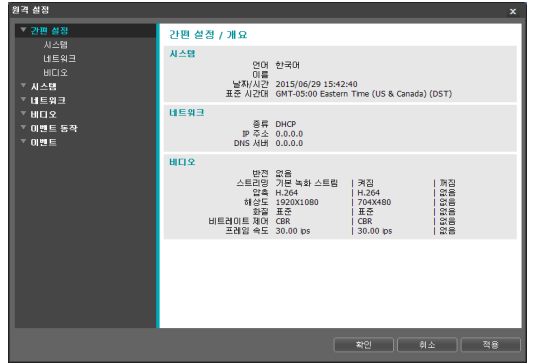 원격 설정
x
간편 설정
시스템
네트워크
비디오
시스템
네트워크
비디오
이벤트 동작
이벤트
간편 설정 / 개요
시스템
언어 한국어
이름
날짜/시간 2015/06/29 15:42:40
표준 시간대 GMT-05:00 Eastern Time (US & Canada) (DST)
네트워크
종류 DHCP
IP 주소 0.0.0.0
DNS 서버 0.0.0.0
비디오
반전 없음
스트리밍 기본 녹화 스트림 | 켜짐 | 꺼짐
압축 H.264 | H.264 | 없음
해상도 1920X1080 | 704X480 | 없음
화질 표준 | 표준 | 없음
비트레이트 제어 CBR | CBR | 없음
프레임 속도 30.00 ips | 30.00 ips | 없음
확인 취소 적용